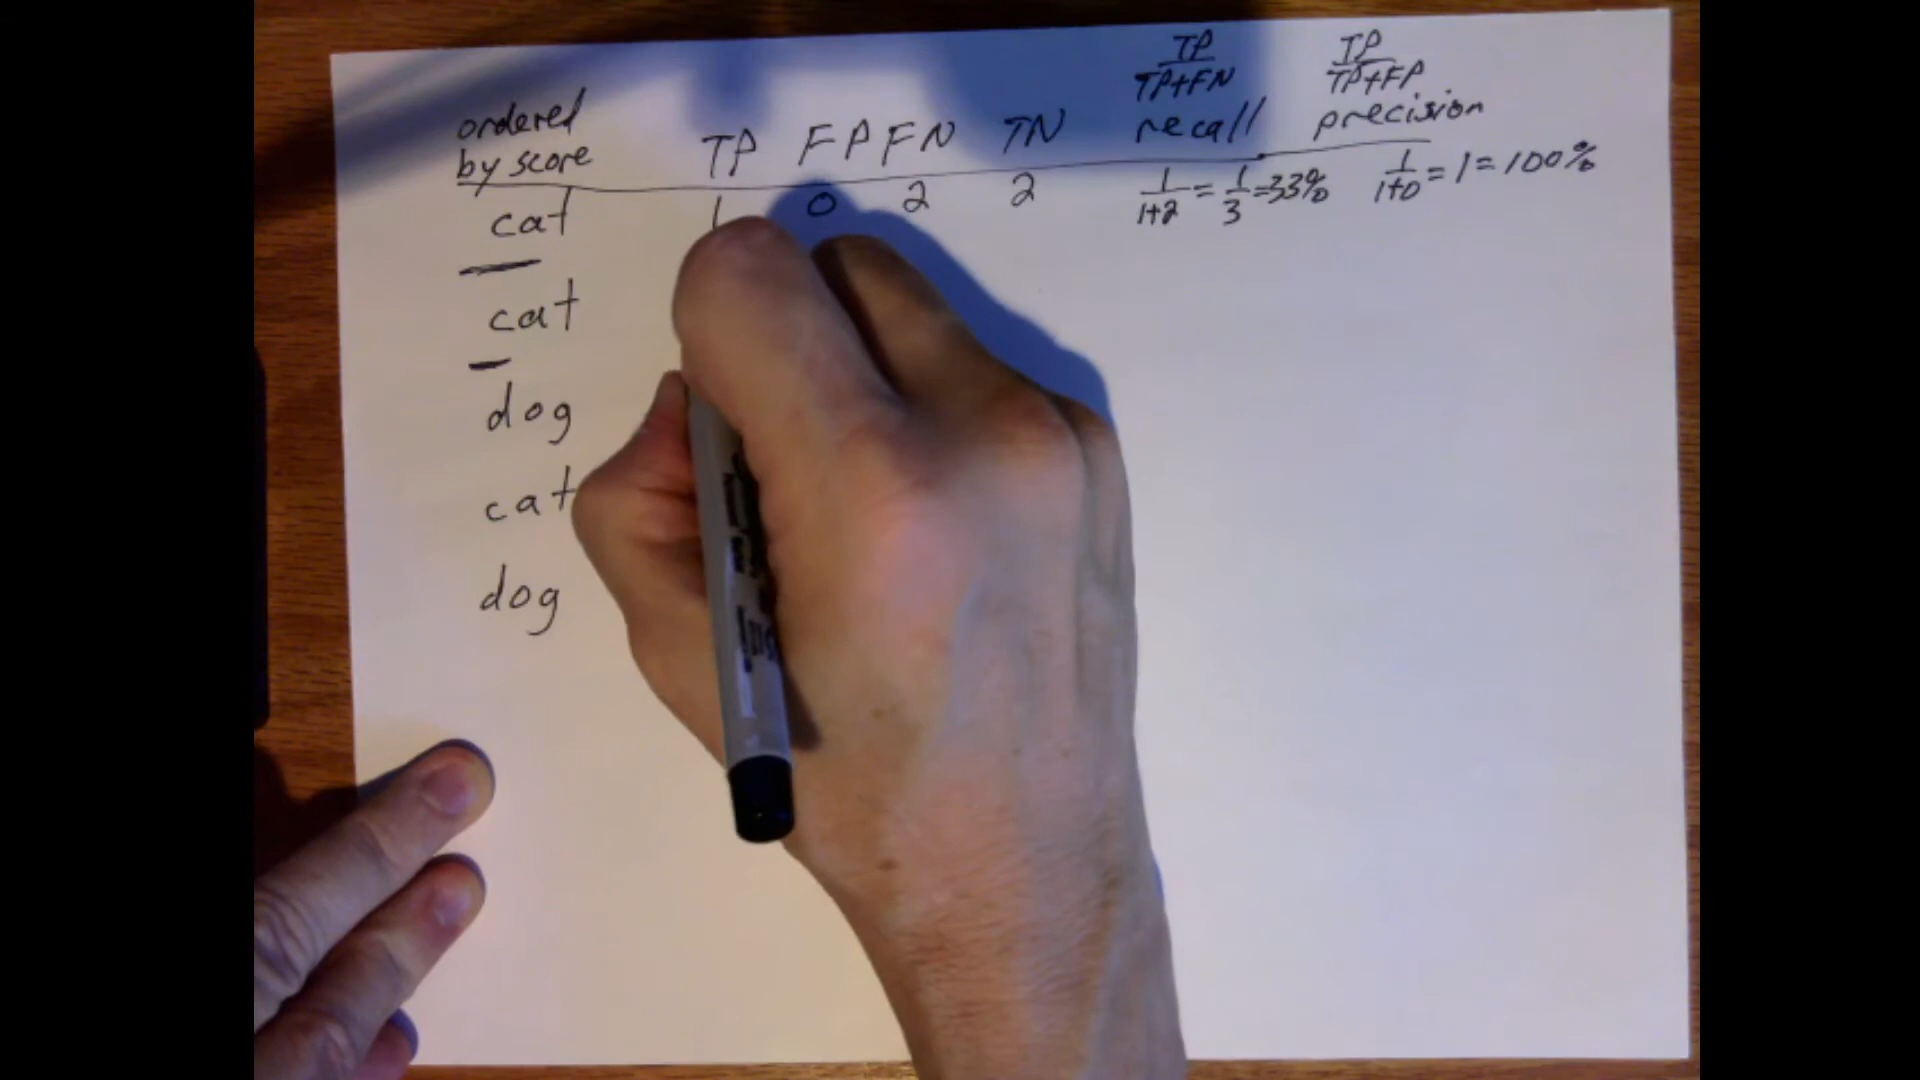 TP TP
TP+FN TP+FP
ordered
by score TP FP FN TN recall precision
cat 1 0 2 2 1/1+2 = 1/3 = 33% 1/1+0 = 1 = 100%
cat
dog
cat
dog